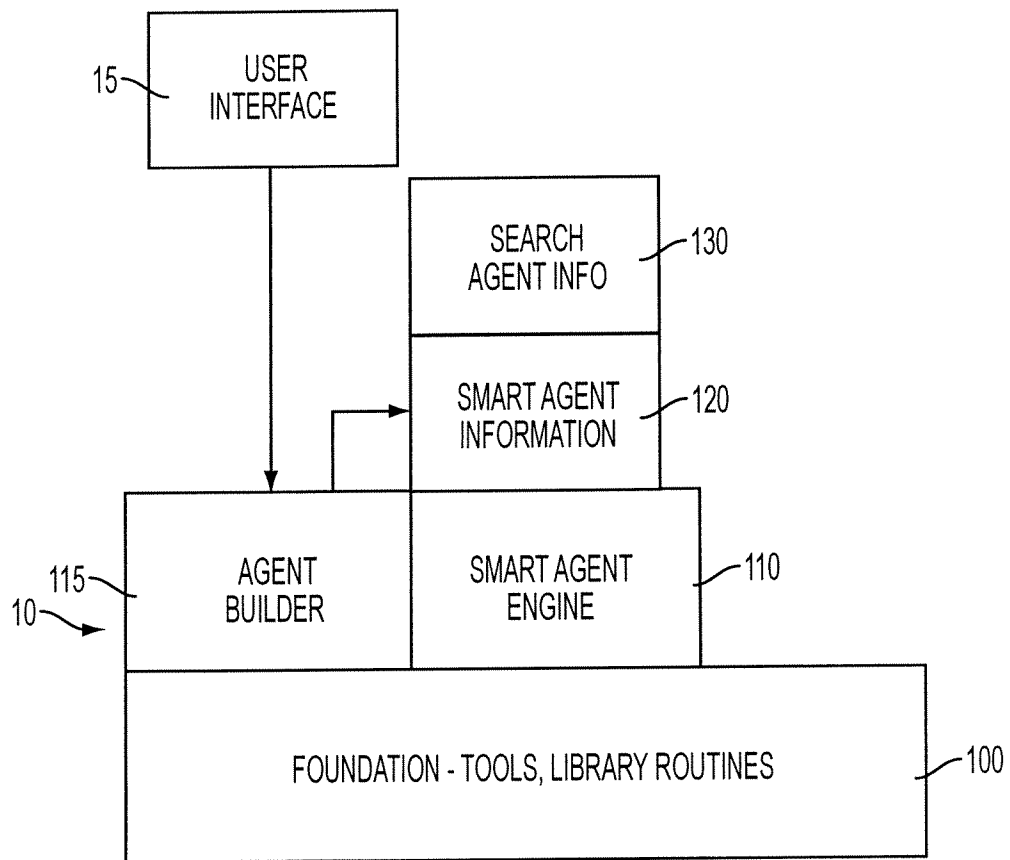 15
USER
INTERFACE
SEARCH
AGENT INFO
130
SMART AGENT
INFORMATION
120
115
10
AGENT
BUILDER
SMART AGENT
ENGINE
110
FOUNDATION - TOOLS, LIBRARY ROUTINES
100